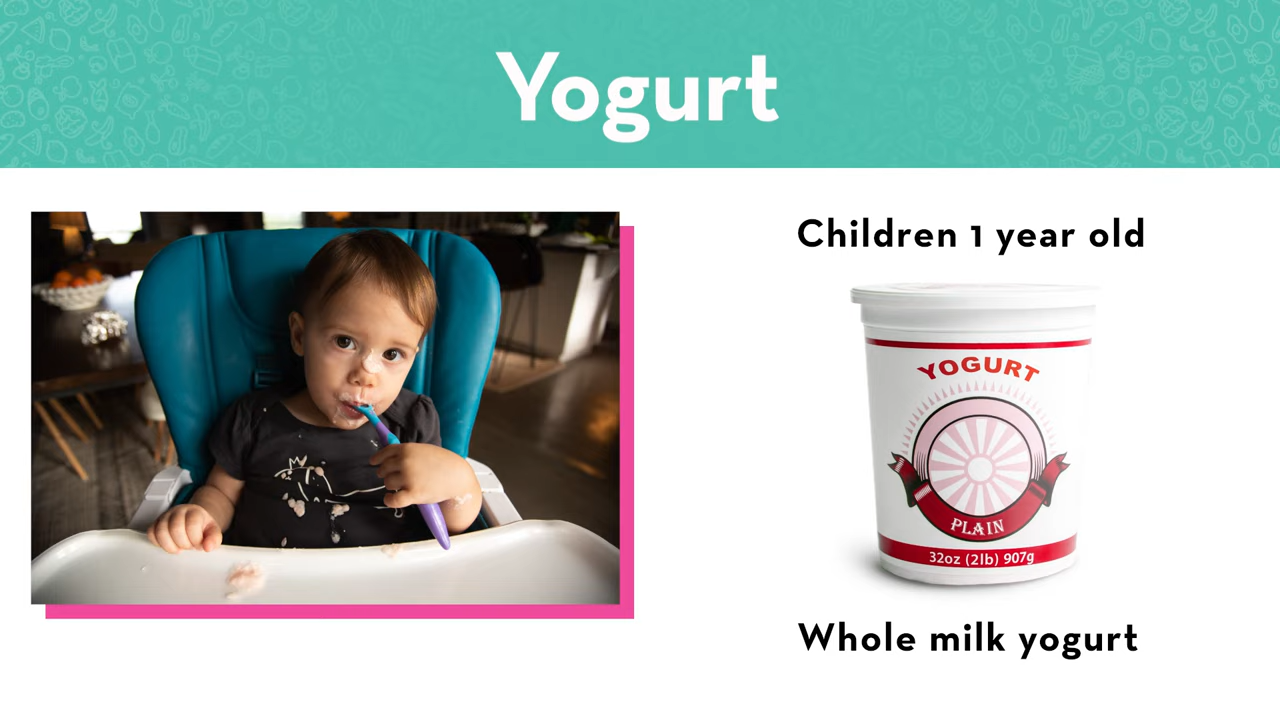 Yogurt
Children 1 year old
YOGURT
PLAIN
32oz (2lb) 907g
Whole milk yogurt